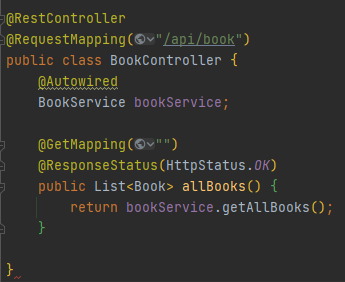 @RestController
@RequestMapping("/api/book")
public class BookController {
    @Autowired
    BookService bookService;

    @GetMapping("")
    @ResponseStatus(HttpStatus.OK)
    public List<Book> allBooks() {
        return bookService.getAllBooks();
    }

}